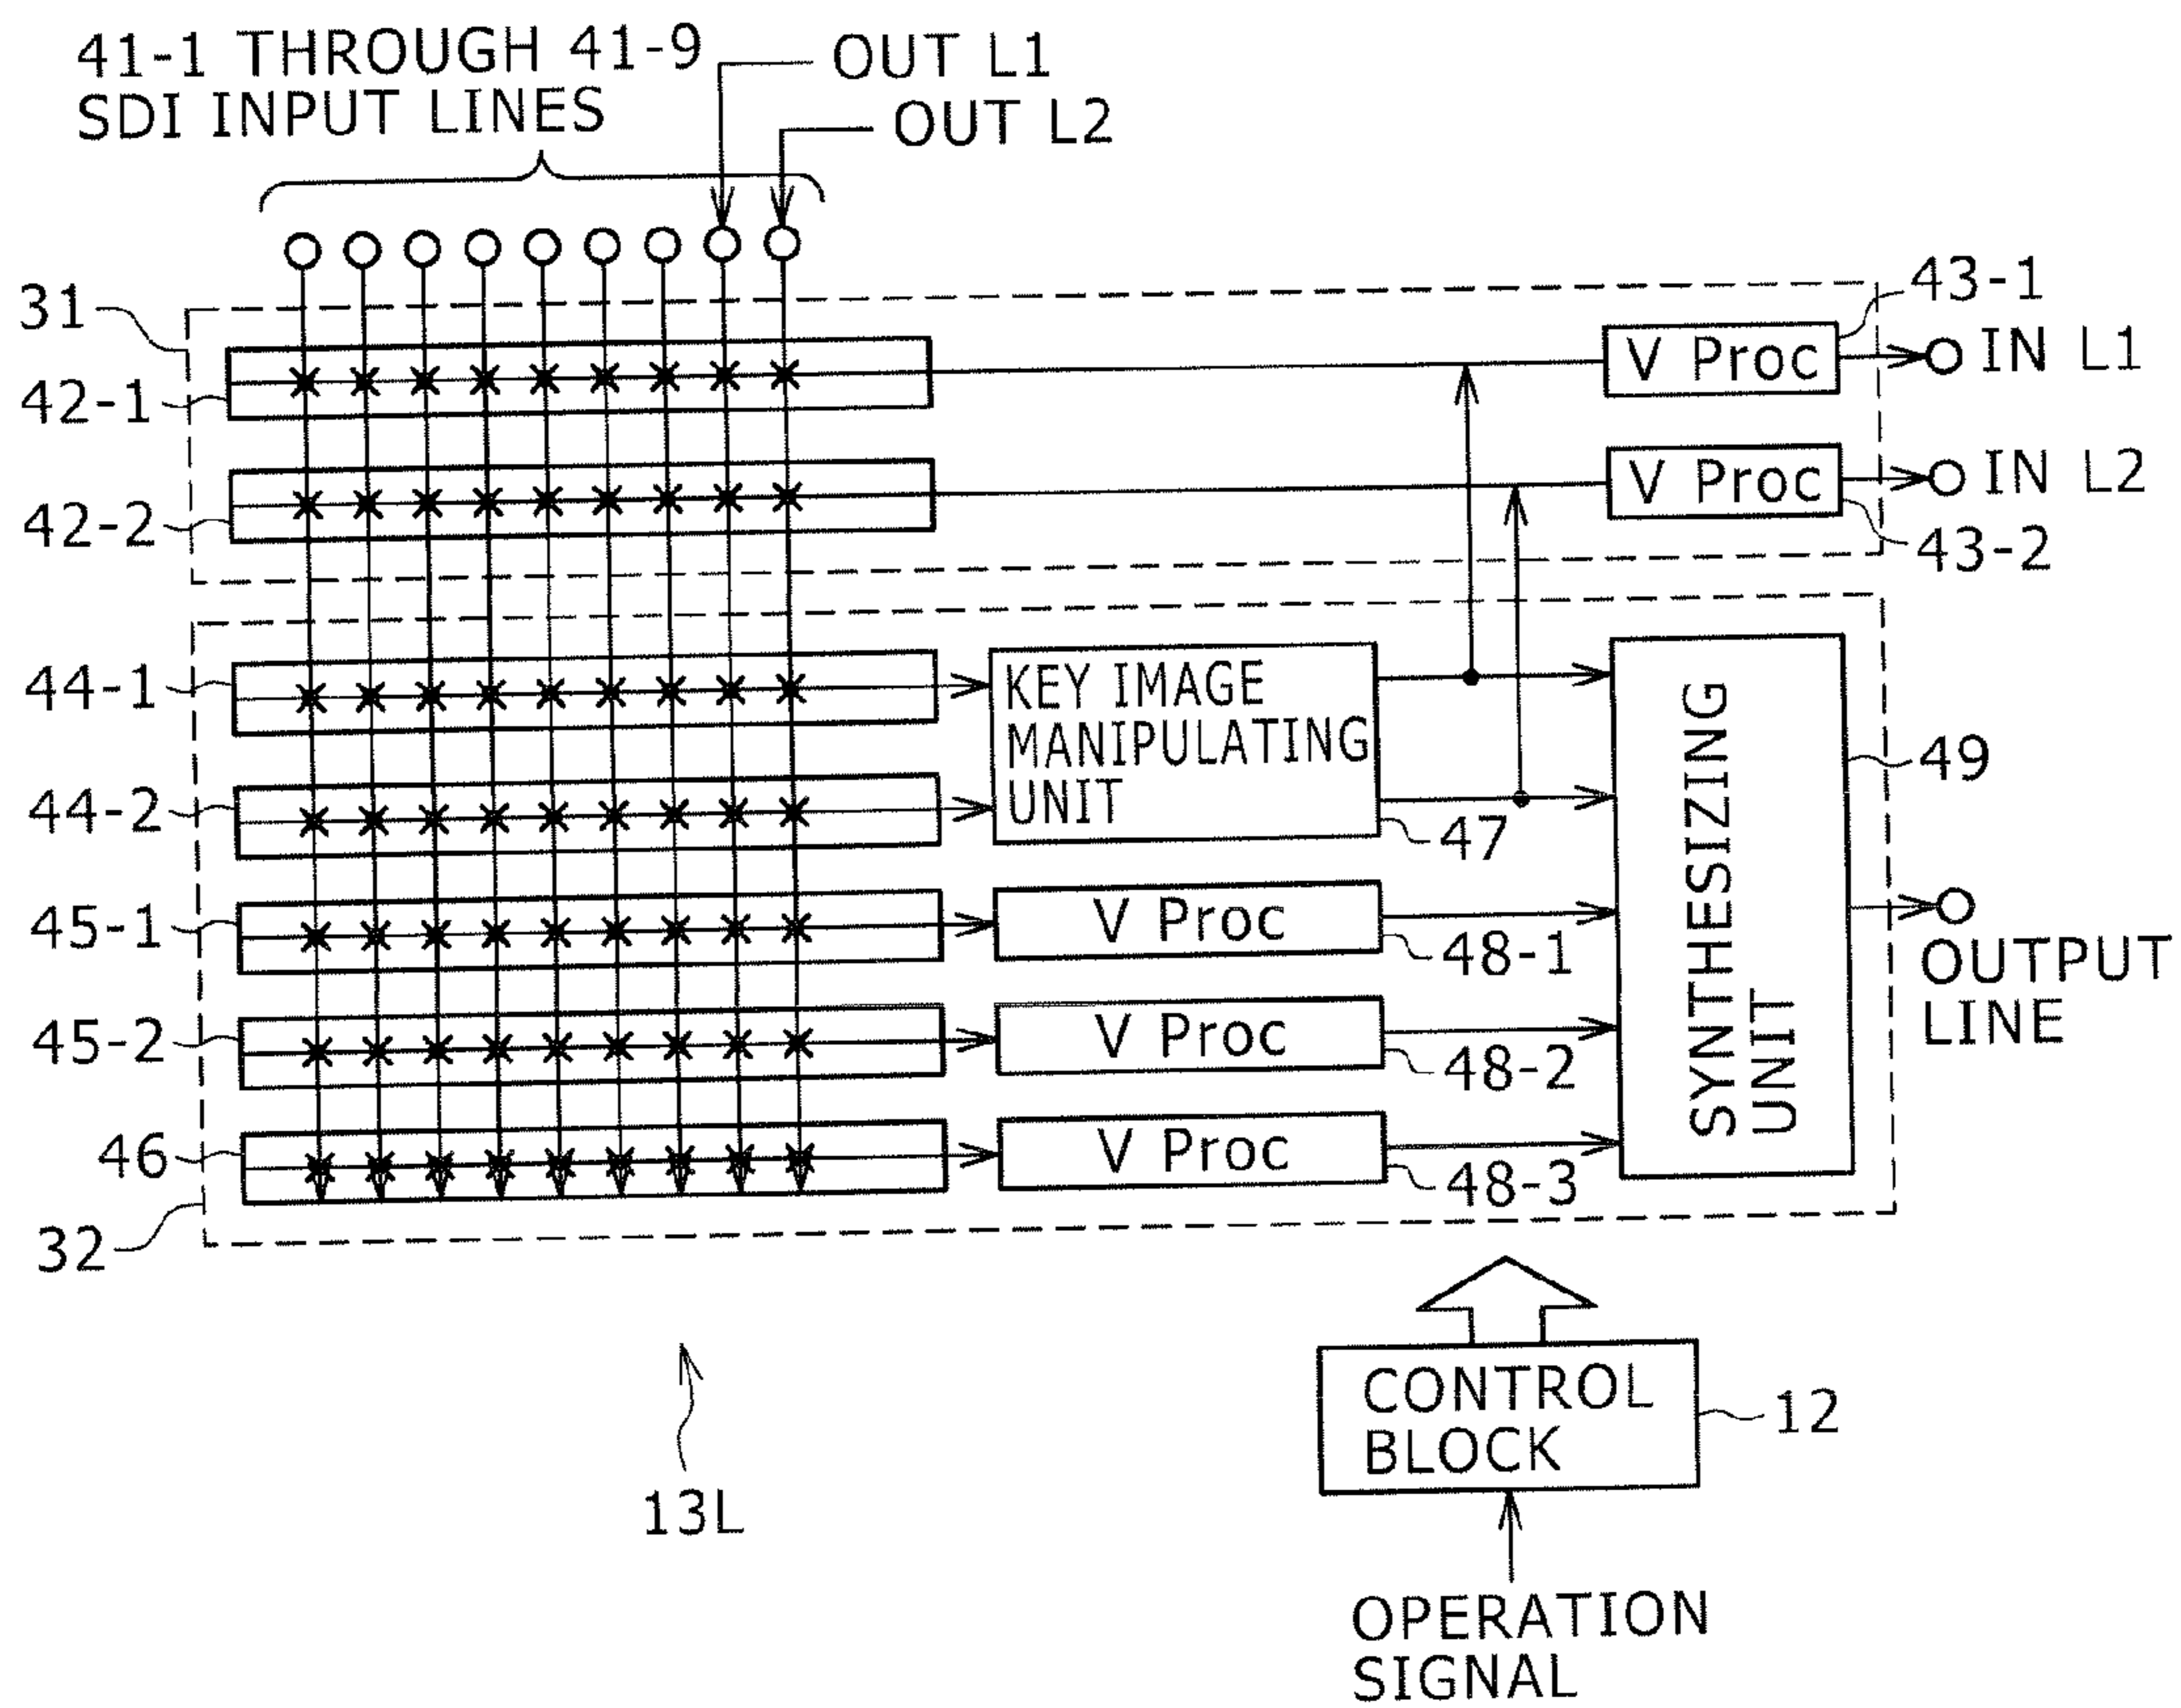 41-1 THROUGH 41-9
SDI INPUT LINES
OUT L1
OUT L2
31
42-1
42-2
43-1
V Proc
IN L1
V Proc
IN L2
43-2
44-1
44-2
45-1
45-2
46
32
KEY IMAGE
MANIPULATING
UNIT
47
V Proc
48-1
V Proc
48-2
V Proc
48-3
SYNTHESIZING
UNIT
49
OUTPUT
LINE
13L
CONTROL
BLOCK
12
OPERATION
SIGNAL